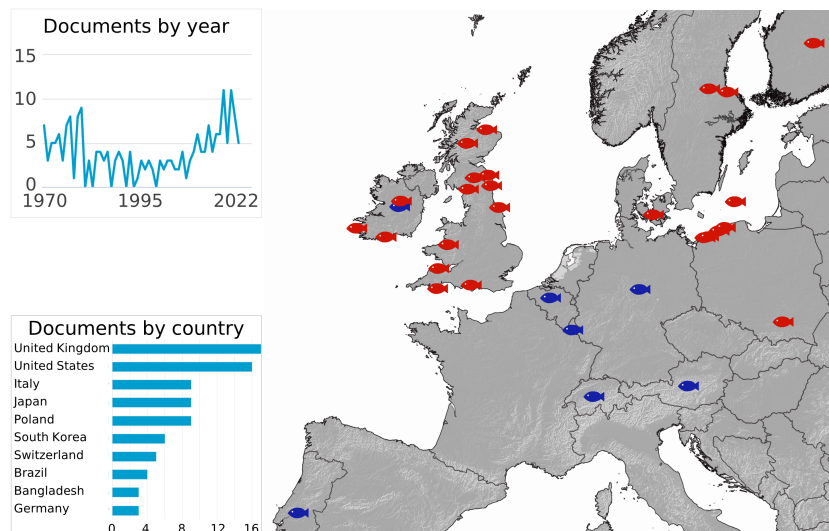 Documents by year
15
10
5
0
1970 1995 2022
Documents by country
United Kingdom
United States
Italy
Japan
Poland
South Korea
Switzerland
Brazil
Bangladesh
Germany
0 4 8 12 16